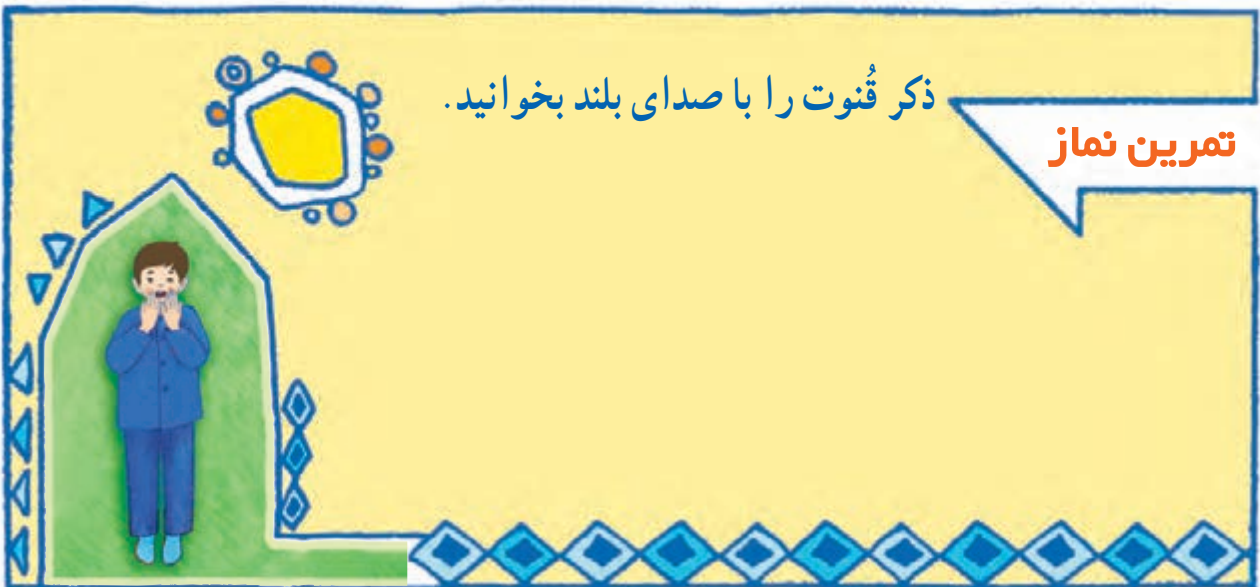 تمرین نماز
ذکر قُنوت را با صدای بلند بخوانید.